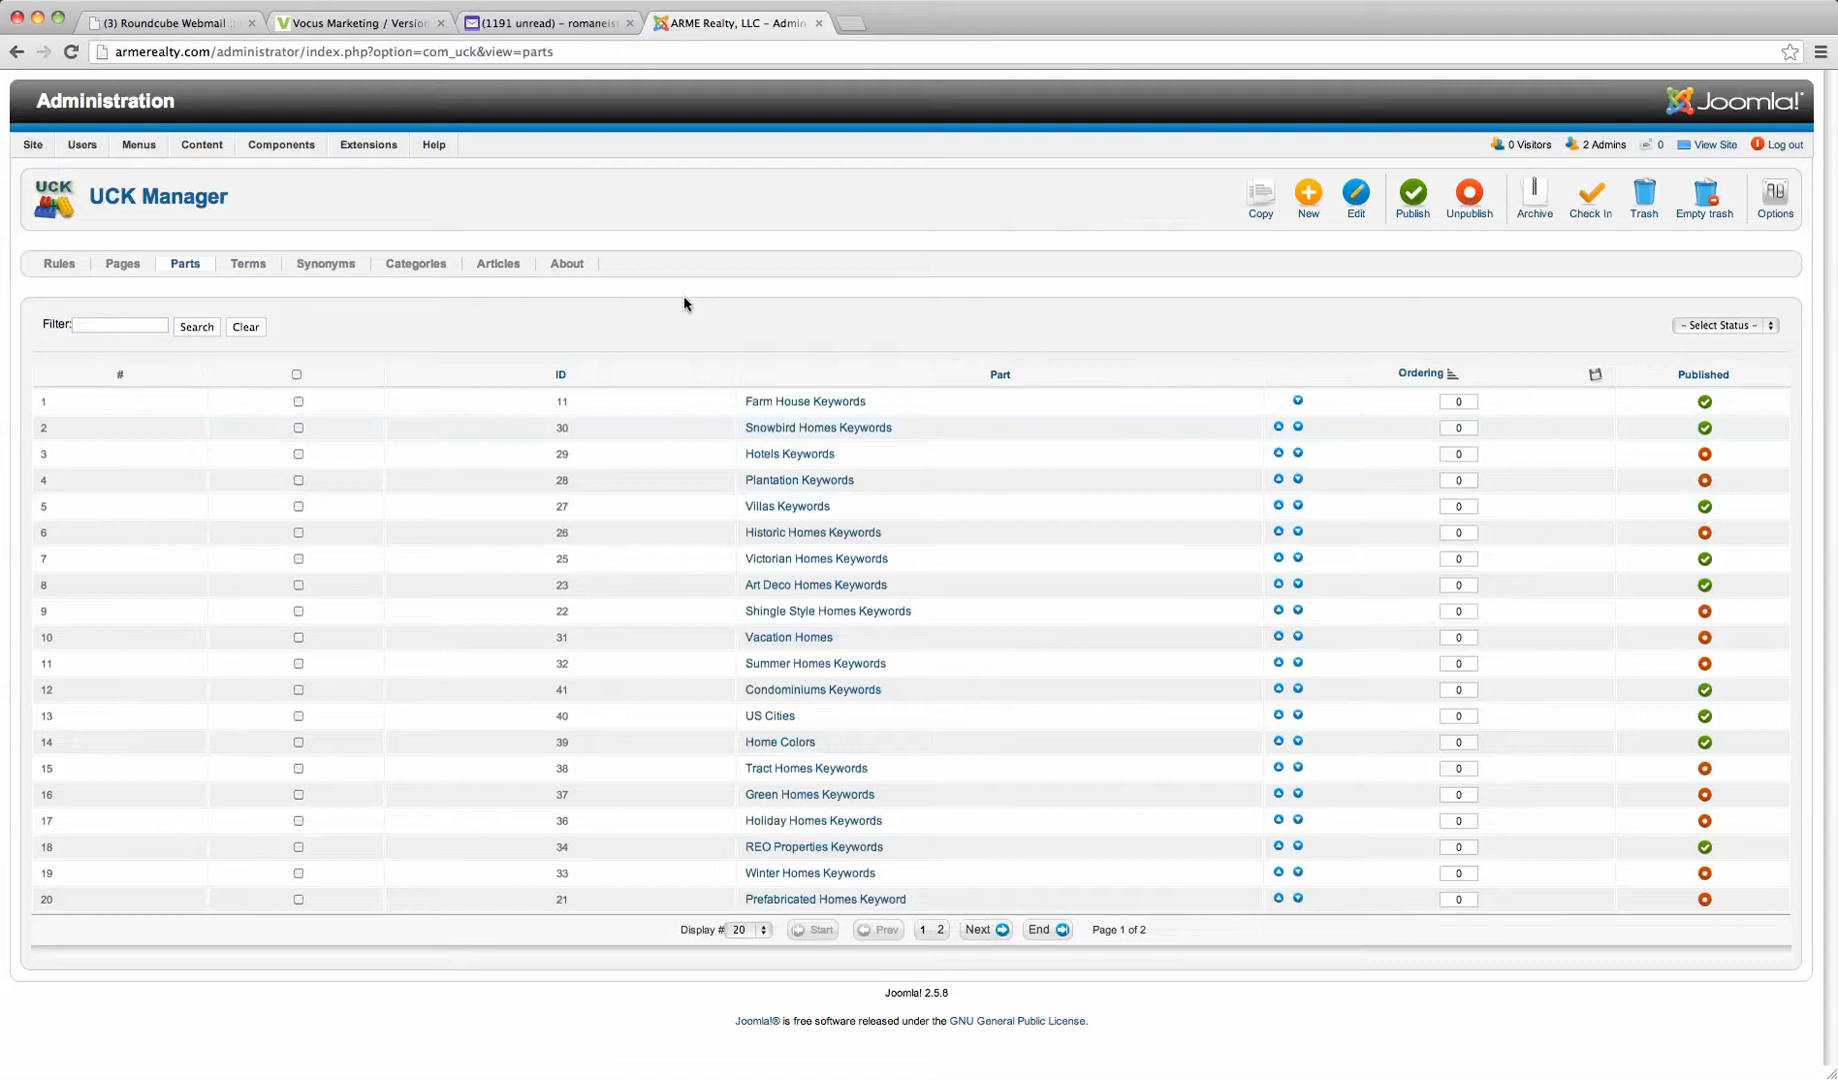 (3) Roundcube Webmail :: Vocus Marketing / Version (1191 unread) - romaneis ARME Realty, LLC - Admin
armerealty.com/administrator/index.php?option=com_uck&view=parts
Administration Joomla!
Site Users Menus Content Components Extensions Help 0 Visitors 2 Admins 0 View Site Log out
UCK UCK Manager Copy New Edit Publish Unpublish Archive Check In Trash Empty trash Options
Rules Pages Parts Terms Synonyms Categories Articles About
Filter: Search Clear - Select Status -
# ID Part Ordering Published
1 11 Farm House Keywords 0
2 30 Snowbird Homes Keywords 0
3 29 Hotels Keywords 0
4 28 Plantation Keywords 0
5 27 Villas Keywords 0
6 26 Historic Homes Keywords 0
7 25 Victorian Homes Keywords 0
8 23 Art Deco Homes Keywords 0
9 22 Shingle Style Homes Keywords 0
10 31 Vacation Homes 0
11 32 Summer Homes Keywords 0
12 41 Condominiums Keywords 0
13 40 US Cities 0
14 39 Home Colors 0
15 38 Tract Homes Keywords 0
16 37 Green Homes Keywords 0
17 36 Holiday Homes Keywords 0
18 34 REO Properties Keywords 0
19 33 Winter Homes Keywords 0
20 21 Prefabricated Homes Keyword 0
Display # 20 Start Prev 1 2 Next End Page 1 of 2
Joomla! 2.5.8
Joomla!® is free software released under the GNU General Public License.